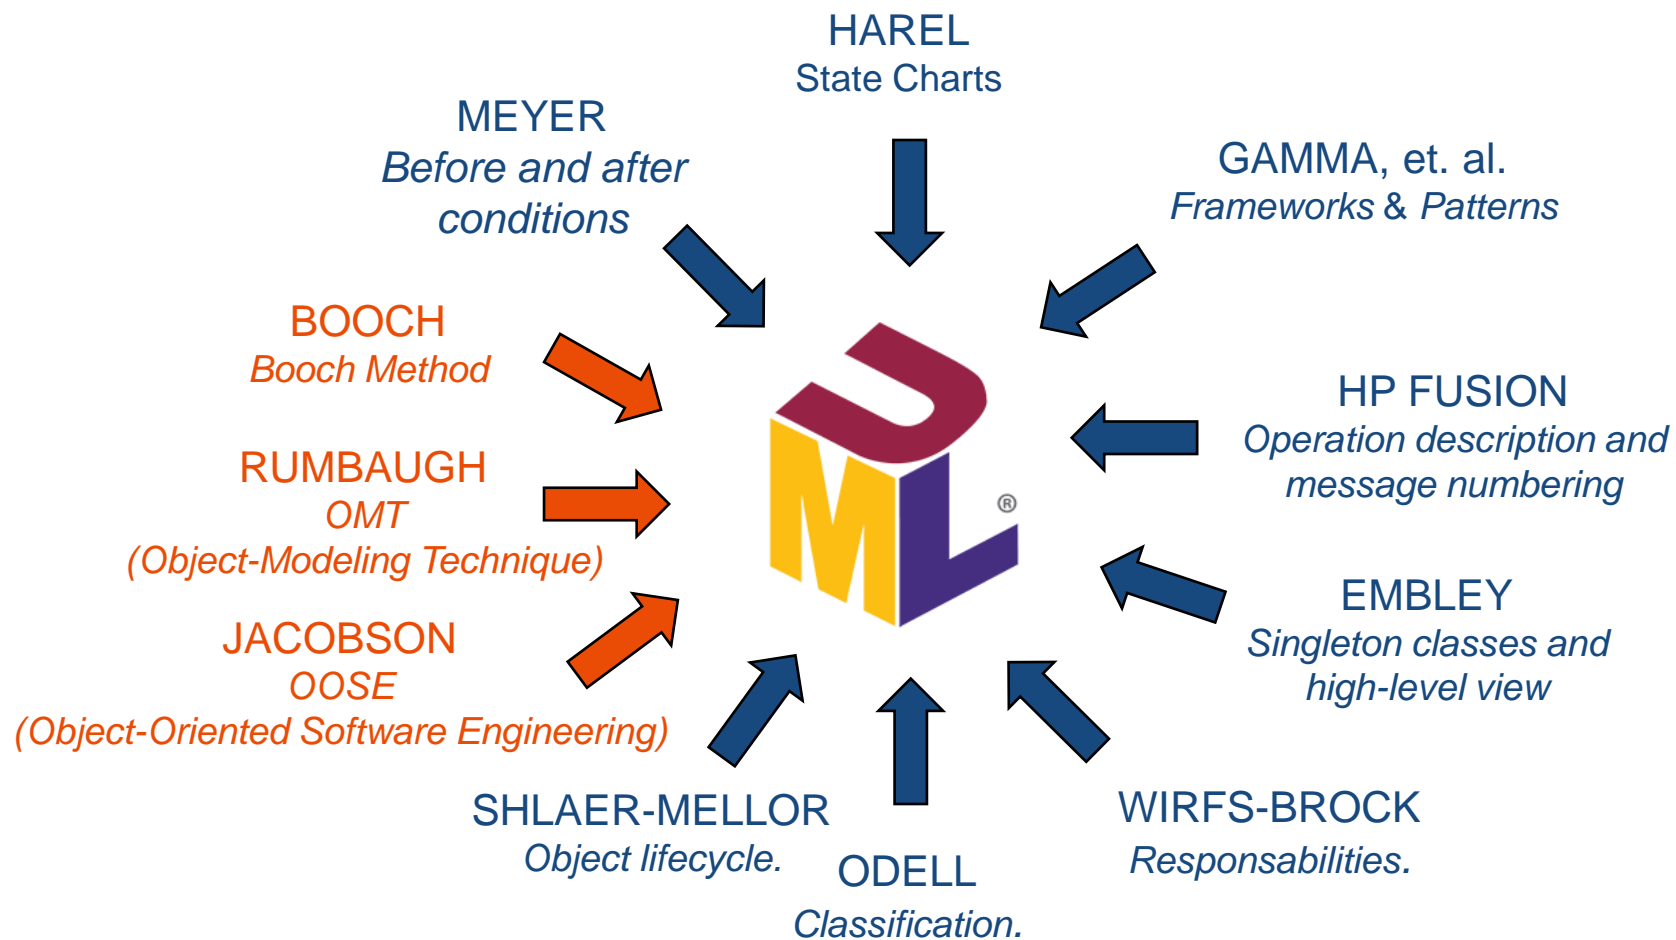 HAREL
State Charts
MEYER
Before and after
conditions
GAMMA, et. al.
Frameworks & Patterns
BOOCH
Booch Method
HP FUSION
Operation description and
message numbering
RUMBAUGH
OMT
(Object-Modeling Technique)
UML ®
EMBLEY
Singleton classes and
high-level view
JACOBSON
OOSE
(Object-Oriented Software Engineering)
SHLAER-MELLOR
Object lifecycle.
ODELL
Classification.
WIRFS-BROCK
Responsabilities.